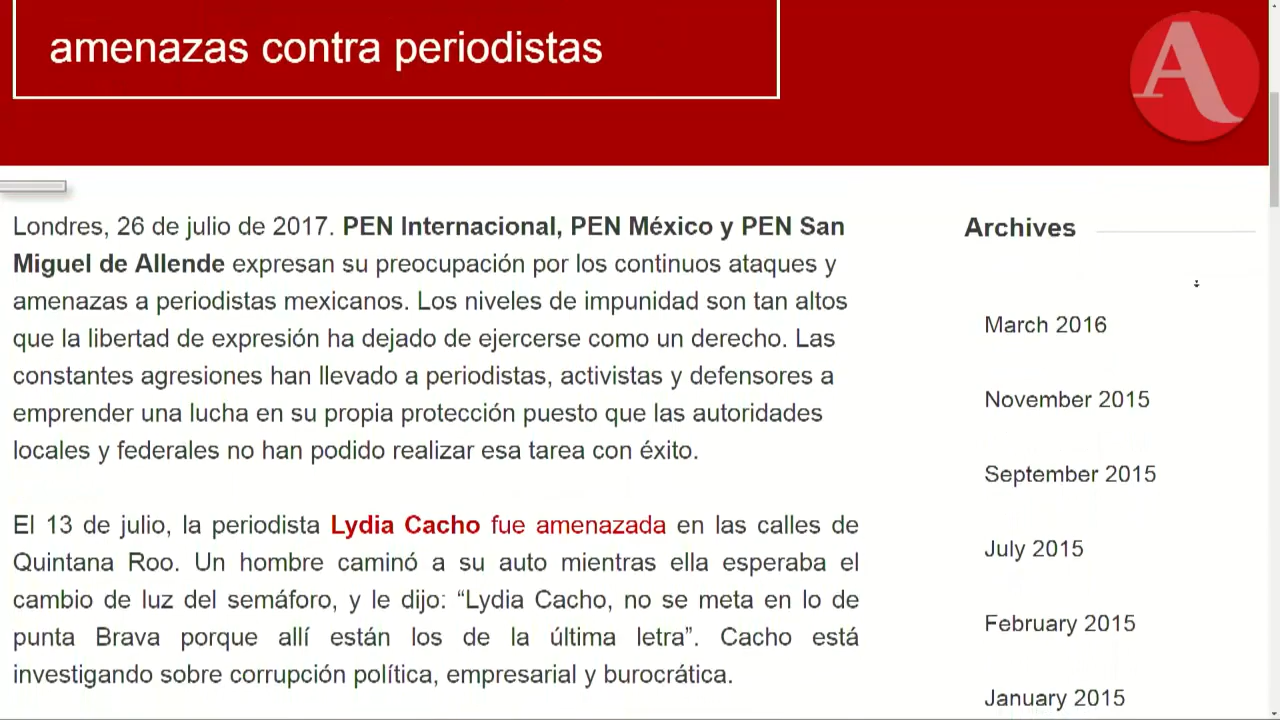 amenazas contra periodistas
A
Londres, 26 de julio de 2017. PEN Internacional, PEN México y PEN San
Miguel de Allende expresan su preocupación por los continuos ataques y
amenazas a periodistas mexicanos. Los niveles de impunidad son tan altos
que la libertad de expresión ha dejado de ejercerse como un derecho. Las
constantes agresiones han llevado a periodistas, activistas y defensores a
emprender una lucha en su propia protección puesto que las autoridades
locales y federales no han podido realizar esa tarea con éxito.
El 13 de julio, la periodista Lydia Cacho fue amenazada en las calles de
Quintana Roo. Un hombre caminó a su auto mientras ella esperaba el
cambio de luz del semáforo, y le dijo: “Lydia Cacho, no se meta en lo de
punta Brava porque allí están los de la última letra”. Cacho está
investigando sobre corrupción política, empresarial y burocrática.
Archives
March 2016
November 2015
September 2015
July 2015
February 2015
January 2015